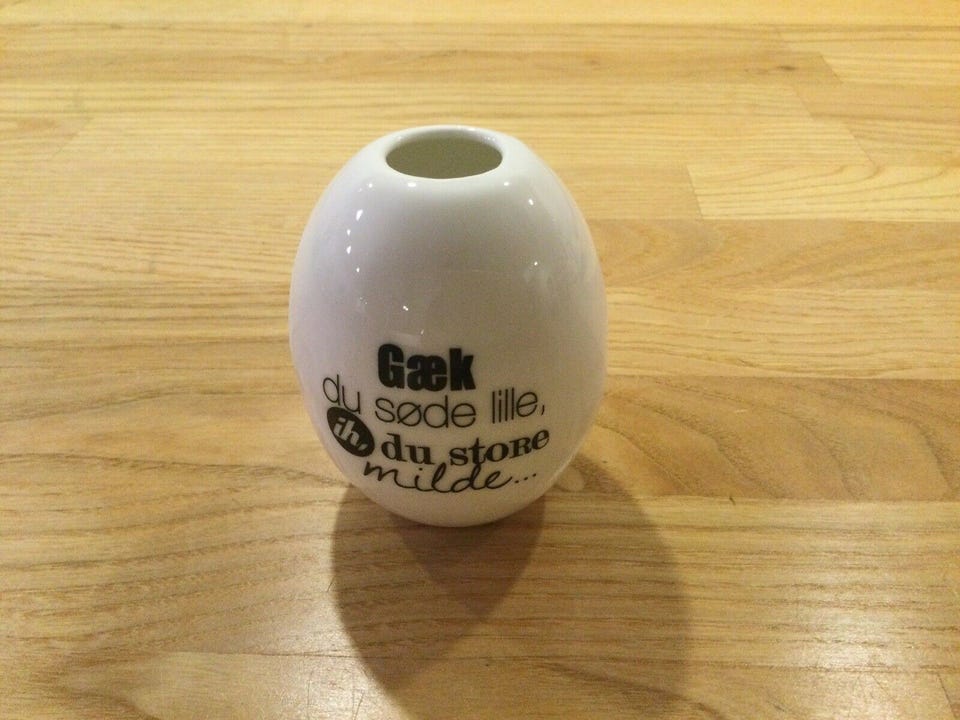 Gæk
du søde lille,
ih, du store
milde...